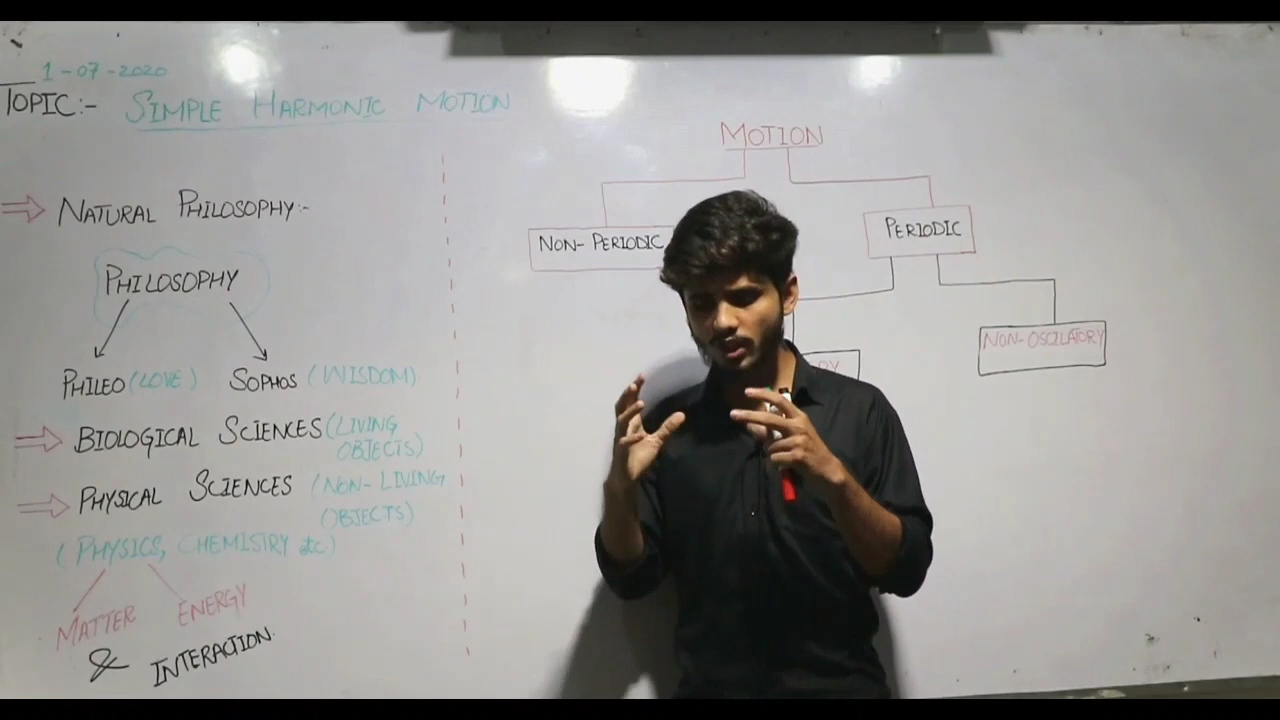 1-07-2020
TOPIC:- SIMPLE HARMONIC MOTION
NATURAL PHILOSOPHY:-
PHILOSOPHY
PHILEO (LOVE) SOPHOS (WISDOM)
BIOLOGICAL SCIENCES (LIVING
OBJECTS)
PHYSICAL SCIENCES (NON-LIVING
OBJECTS)
(PHYSICS, CHEMISTRY etc)
MATTER ENERGY
& INTERACTION
MOTION
NON-PERIODIC
PERIODIC
NON-OSCILATORY